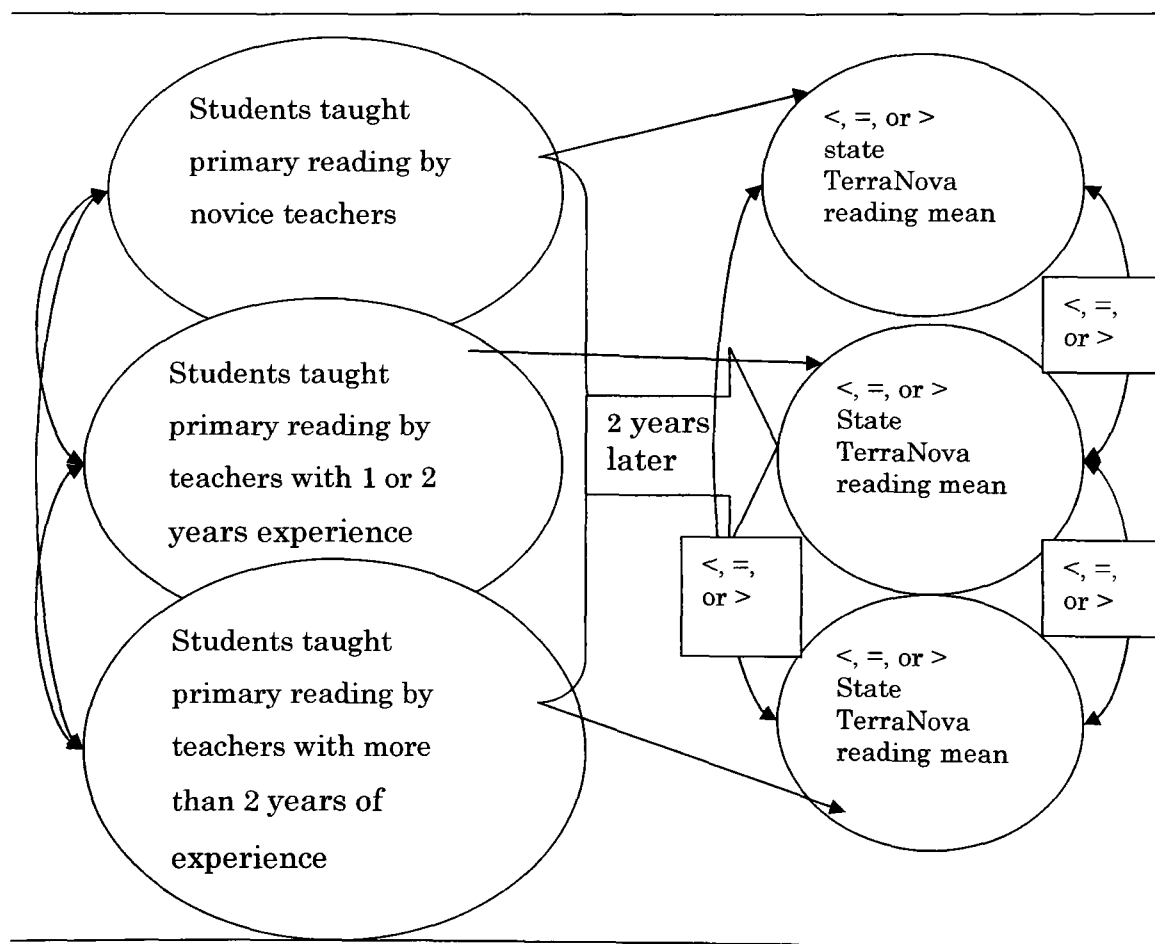 Students taught
primary reading by
novice teachers
Students taught
primary reading by
teachers with 1 or 2
years experience
Students taught
primary reading by
teachers with more
than 2 years of
experience
2 years
later
<, =, or >
state
TerraNova
reading mean
<, =,
or >
<, =, or >
State
TerraNova
reading mean
<, =,
or >
<, =,
or >
<, =, or >
State
TerraNova
reading mean